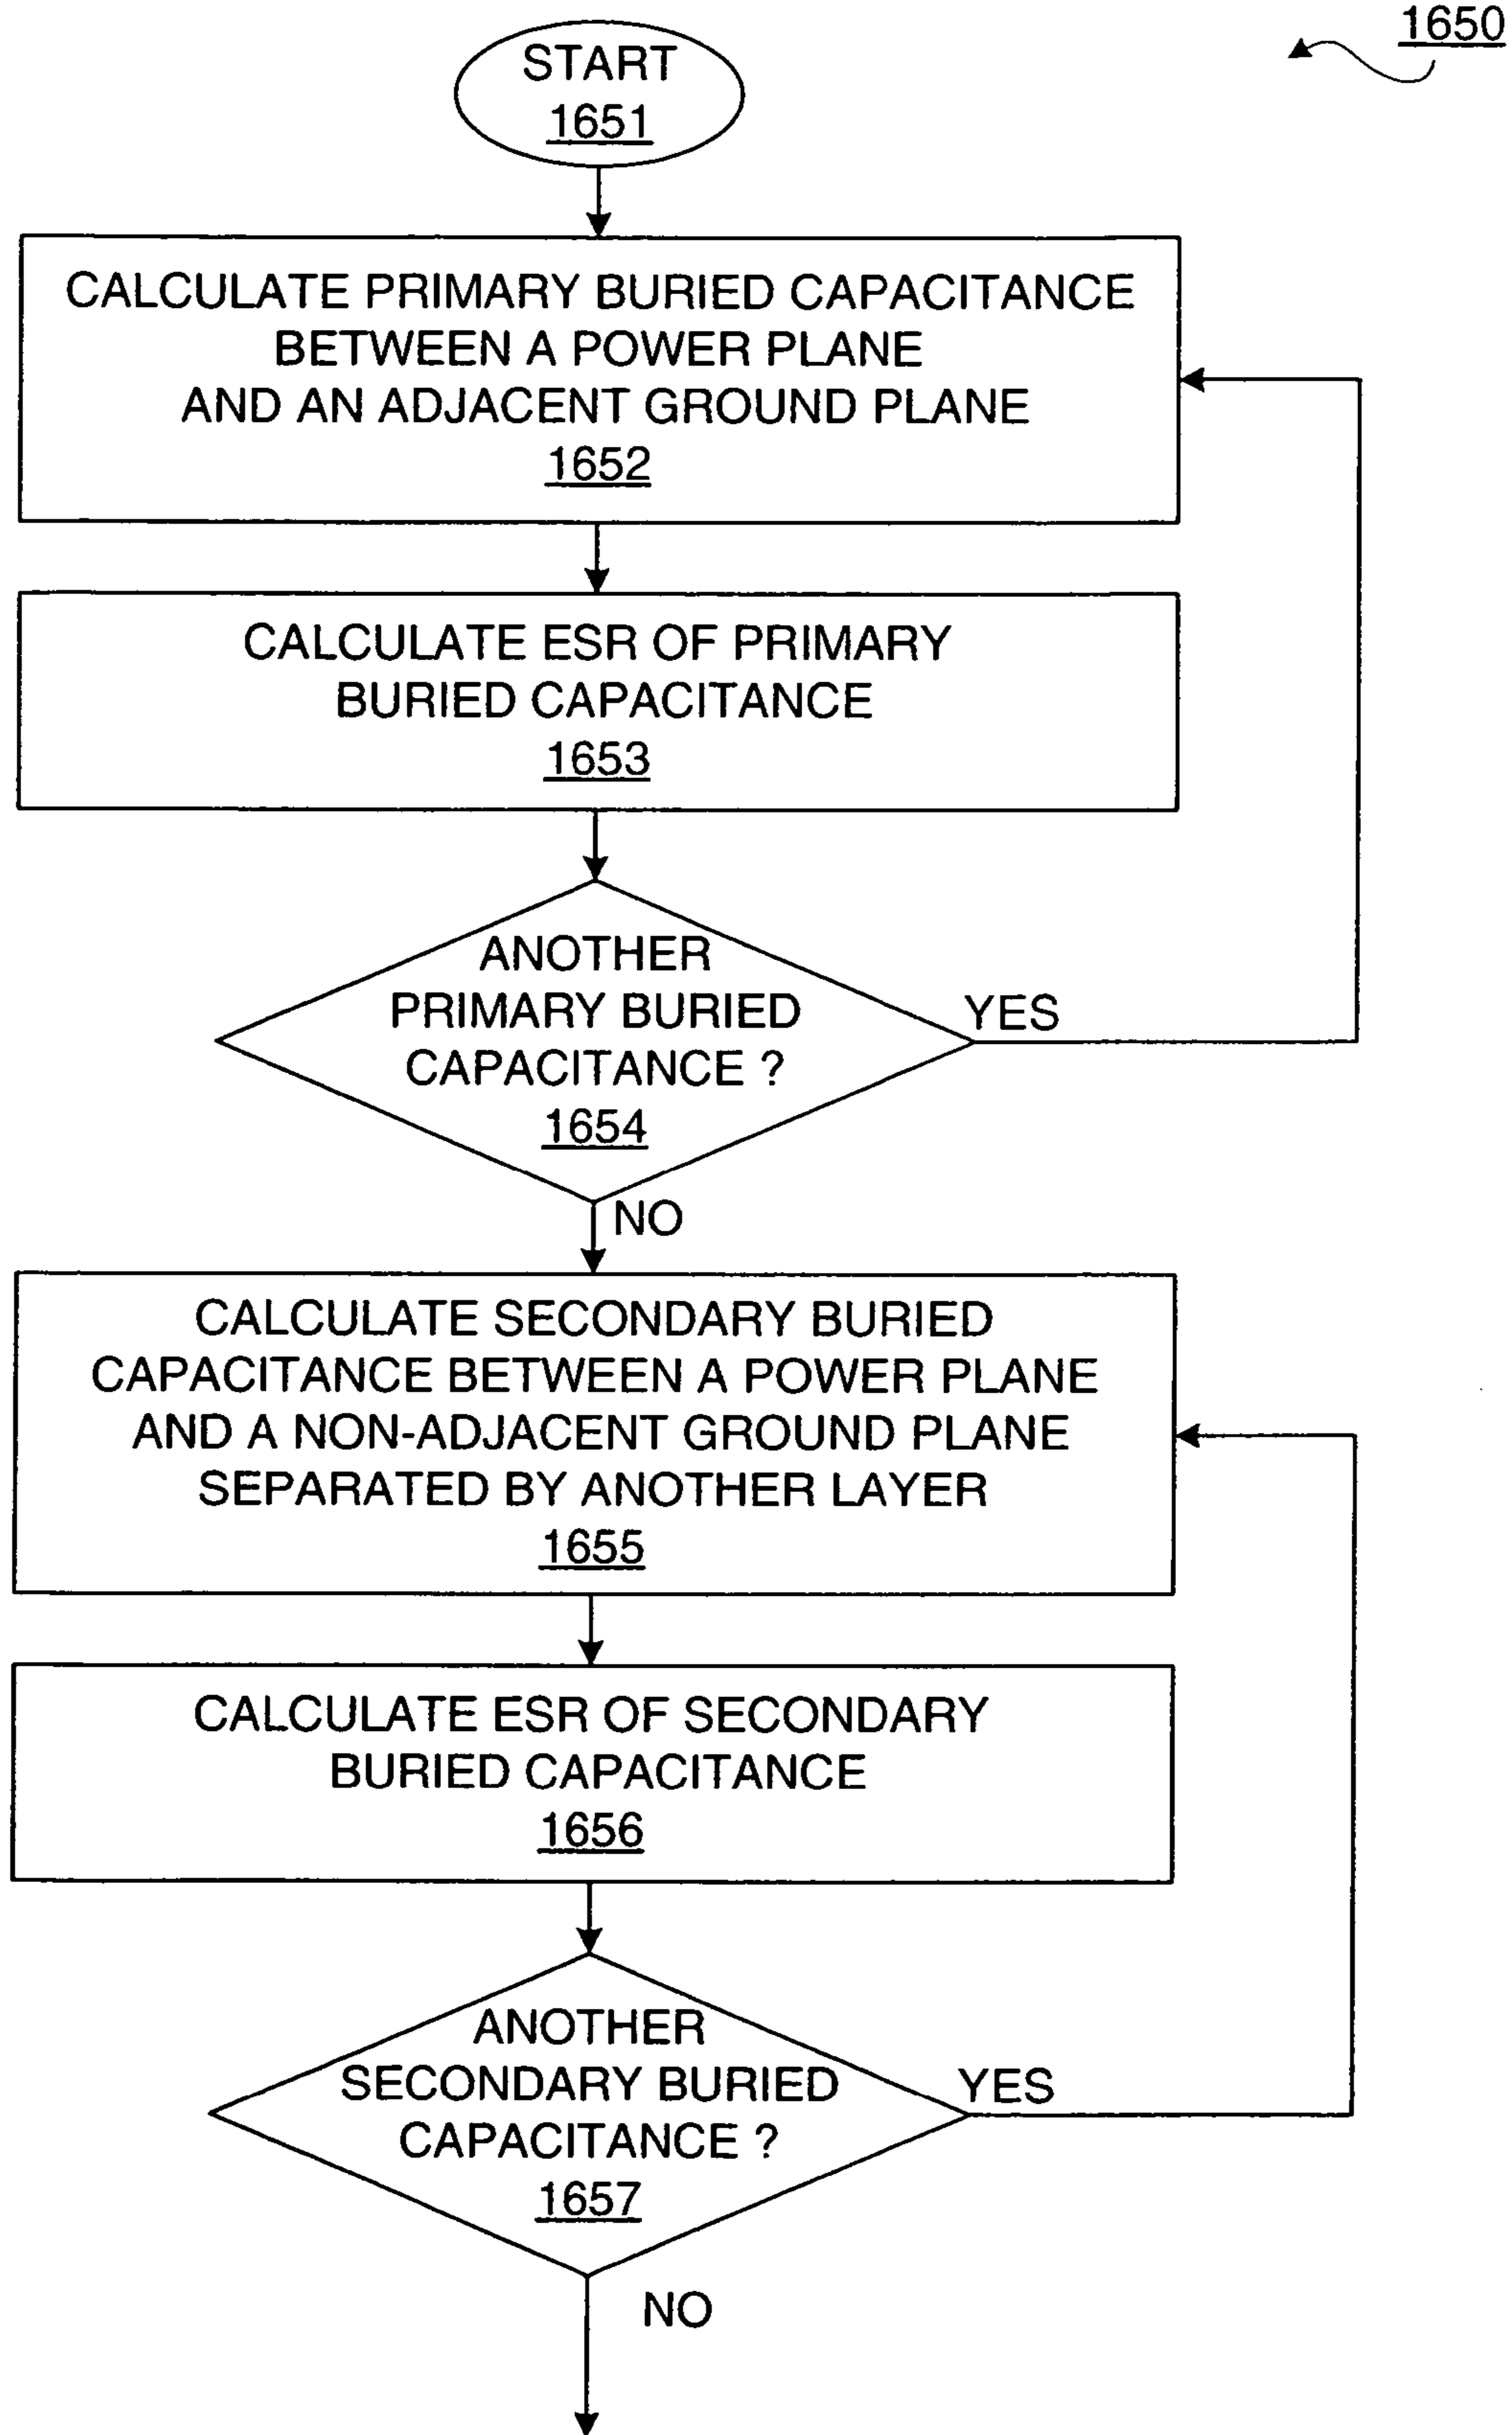 1650
START
1651
CALCULATE PRIMARY BURIED CAPACITANCE
BETWEEN A POWER PLANE
AND AN ADJACENT GROUND PLANE
1652
CALCULATE ESR OF PRIMARY
BURIED CAPACITANCE
1653
ANOTHER
PRIMARY BURIED
CAPACITANCE ?
1654
YES
NO
CALCULATE SECONDARY BURIED
CAPACITANCE BETWEEN A POWER PLANE
AND A NON-ADJACENT GROUND PLANE
SEPARATED BY ANOTHER LAYER
1655
CALCULATE ESR OF SECONDARY
BURIED CAPACITANCE
1656
ANOTHER
SECONDARY BURIED
CAPACITANCE ?
1657
YES
NO